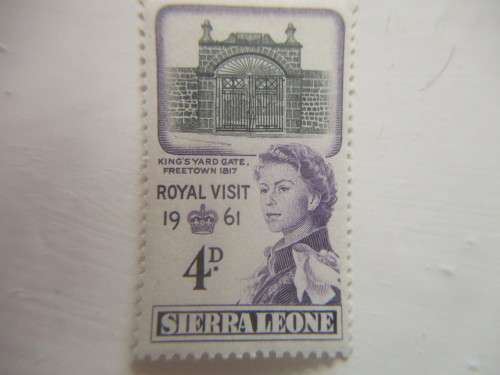 KING'S YARD GATE,
FREETOWN 1817
ROYAL VISIT
19 61
4D.
SIERRA LEONE